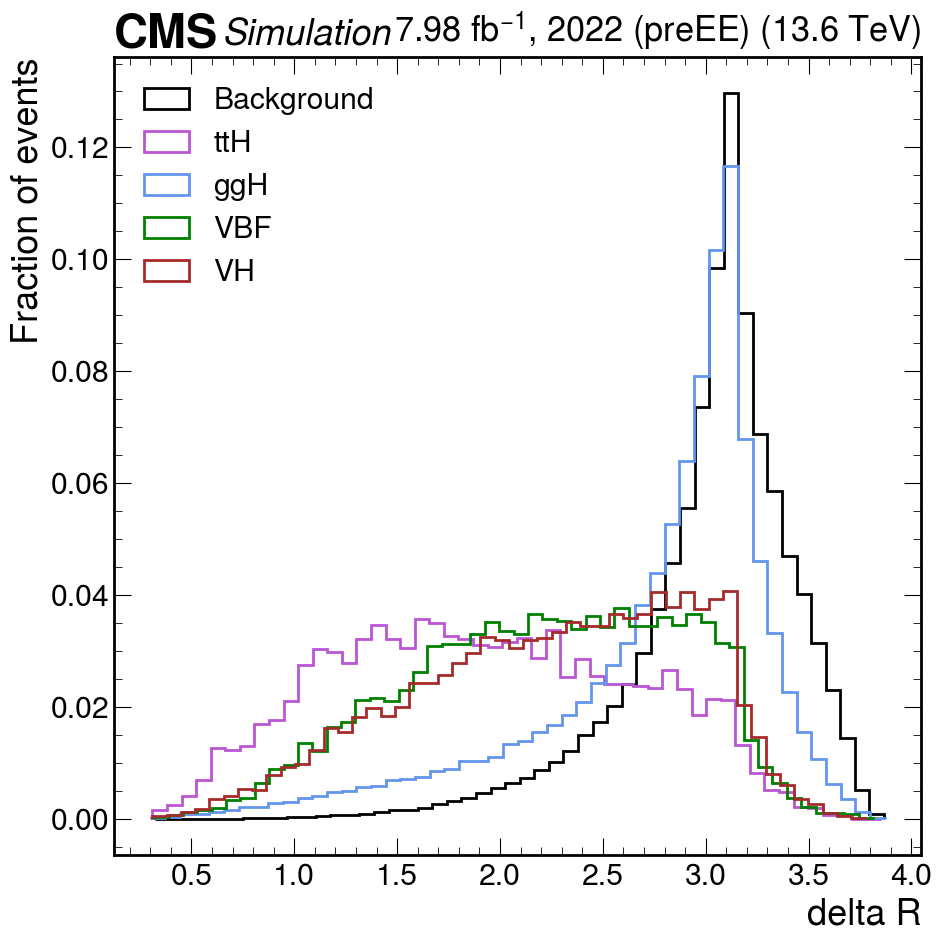 CMS Simulation 7.98 fb⁻¹, 2022 (preEE) (13.6 TeV)
Fraction of events
Background
ttH
ggH
VBF
VH
0.12
0.10
0.08
0.06
0.04
0.02
0.00
0.5 1.0 1.5 2.0 2.5 3.0 3.5 4.0
delta R